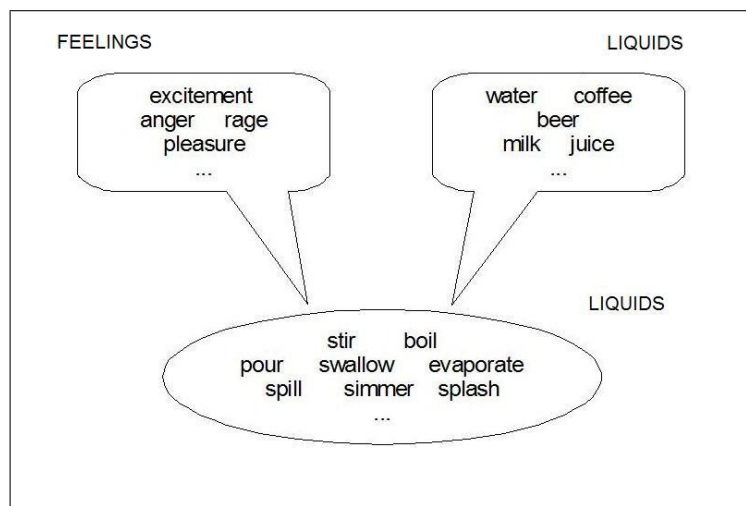 FEELINGS
LIQUIDS
excitement
anger rage
pleasure
...
water coffee
beer
milk juice
...
LIQUIDS
stir boil
pour swallow evaporate
spill simmer splash
...